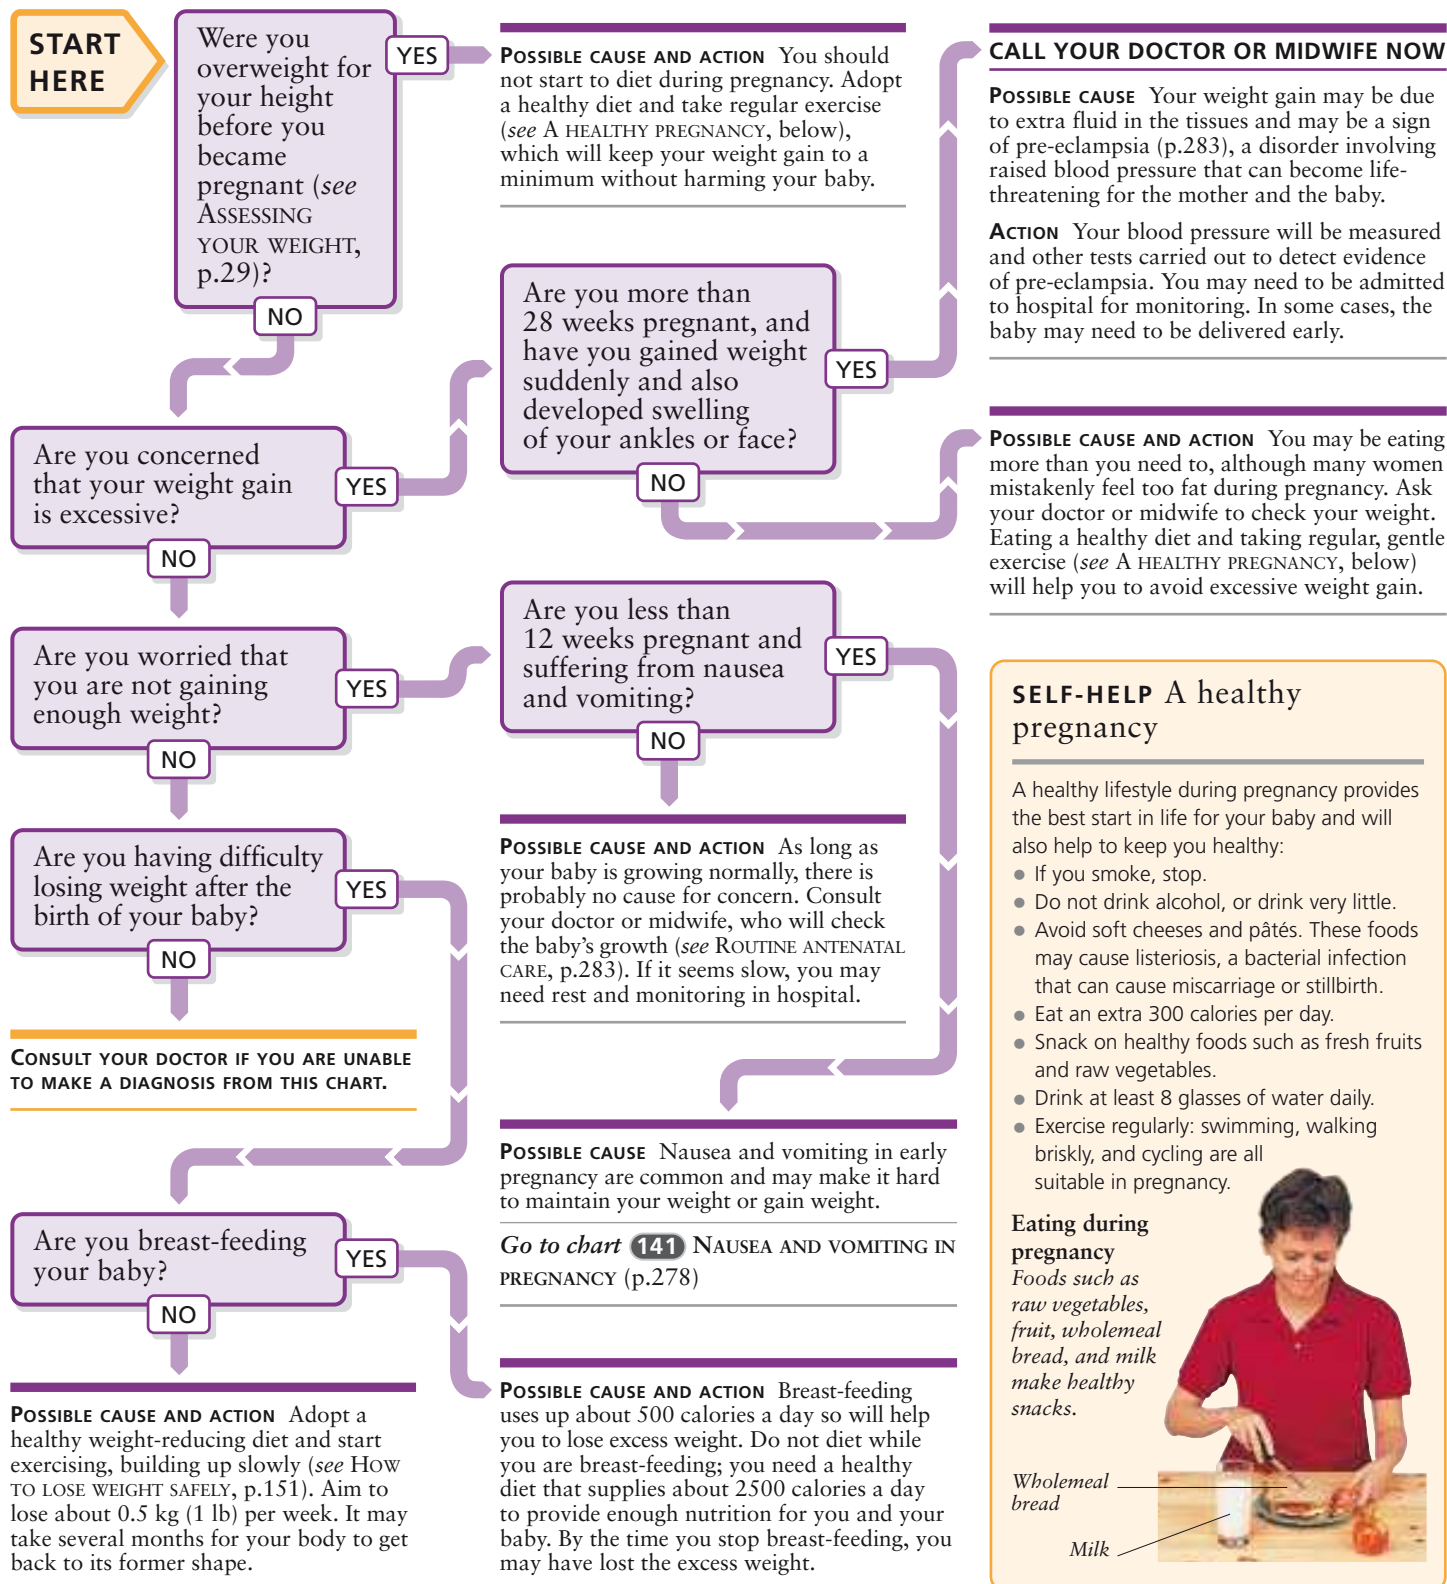 START
HERE
Were you
overweight for
your height
before you
became
pregnant (see
ASSESSING
YOUR WEIGHT,
p.29)?
YES
NO
POSSIBLE CAUSE AND ACTION You should
not start to diet during pregnancy. Adopt
a healthy diet and take regular exercise
(see A HEALTHY PREGNANCY, below),
which will keep your weight gain to a
minimum without harming your baby.
CALL YOUR DOCTOR OR MIDWIFE NOW
POSSIBLE CAUSE Your weight gain may be due
to extra fluid in the tissues and may be a sign
of pre-eclampsia (p.283), a disorder involving
raised blood pressure that can become life-
threatening for the mother and the baby.
ACTION Your blood pressure will be measured
and other tests carried out to detect evidence
of pre-eclampsia. You may need to be admitted
to hospital for monitoring. In some cases, the
baby may need to be delivered early.
Are you more than
28 weeks pregnant, and
have you gained weight
suddenly and also
developed swelling
of your ankles or face?
YES
NO
Are you concerned
that your weight gain
is excessive?
YES
NO
POSSIBLE CAUSE AND ACTION You may be eating
more than you need to, although many women
mistakenly feel too fat during pregnancy. Ask
your doctor or midwife to check your weight.
Eating a healthy diet and taking regular, gentle
exercise (see A HEALTHY PREGNANCY, below)
will help you to avoid excessive weight gain.
Are you worried that
you are not gaining
enough weight?
YES
NO
Are you less than
12 weeks pregnant and
suffering from nausea
and vomiting?
YES
NO
POSSIBLE CAUSE AND ACTION As long as
your baby is growing normally, there is
probably no cause for concern. Consult
your doctor or midwife, who will check
the baby's growth (see ROUTINE ANTENATAL
CARE, p.283). If it seems slow, you may
need rest and monitoring in hospital.
Are you having difficulty
losing weight after the
birth of your baby?
YES
NO
CONSULT YOUR DOCTOR IF YOU ARE UNABLE
TO MAKE A DIAGNOSIS FROM THIS CHART.
POSSIBLE CAUSE Nausea and vomiting in early
pregnancy are common and may make it hard
to maintain your weight or gain weight.
Go to chart 141 NAUSEA AND VOMITING IN
PREGNANCY (p.278)
Are you breast-feeding
your baby?
YES
NO
POSSIBLE CAUSE AND ACTION Adopt a
healthy weight-reducing diet and start
exercising, building up slowly (see HOW
TO LOSE WEIGHT SAFELY, p.151). Aim to
lose about 0.5 kg (1 lb) per week. It may
take several months for your body to get
back to its former shape.
POSSIBLE CAUSE AND ACTION Breast-feeding
uses up about 500 calories a day so will help
you to lose excess weight. Do not diet while
you are breast-feeding; you need a healthy
diet that supplies about 2500 calories a day
to provide enough nutrition for you and your
baby. By the time you stop breast-feeding, you
may have lost the excess weight.
SELF-HELP A healthy
pregnancy
A healthy lifestyle during pregnancy provides
the best start in life for your baby and will
also help to keep you healthy:
● If you smoke, stop.
● Do not drink alcohol, or drink very little.
● Avoid soft cheeses and pâtés. These foods
may cause listeriosis, a bacterial infection
that can cause miscarriage or stillbirth.
● Eat an extra 300 calories per day.
● Snack on healthy foods such as fresh fruits
and raw vegetables.
● Drink at least 8 glasses of water daily.
● Exercise regularly: swimming, walking
briskly, and cycling are all
suitable in pregnancy.
Eating during
pregnancy
Foods such as
raw vegetables,
fruit, wholemeal
bread, and milk
make healthy
snacks.
Wholemeal
bread
Milk